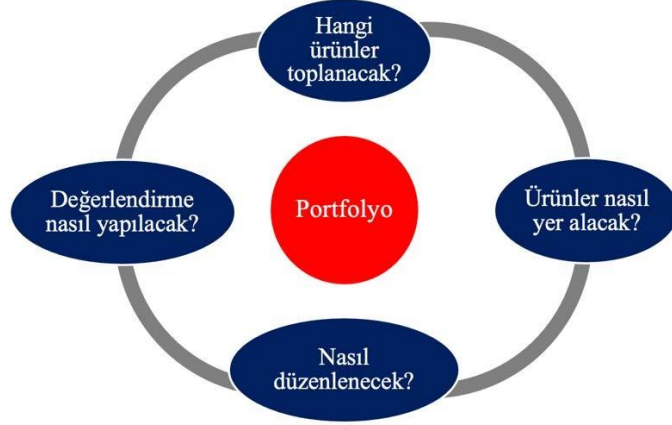 Hangi
ürünler
toplanacak?
Değerlendirme
nasıl yapılacak?
Portfolyo
Ürünler nasıl
yer alacak?
Nasıl
düzenlenecek?